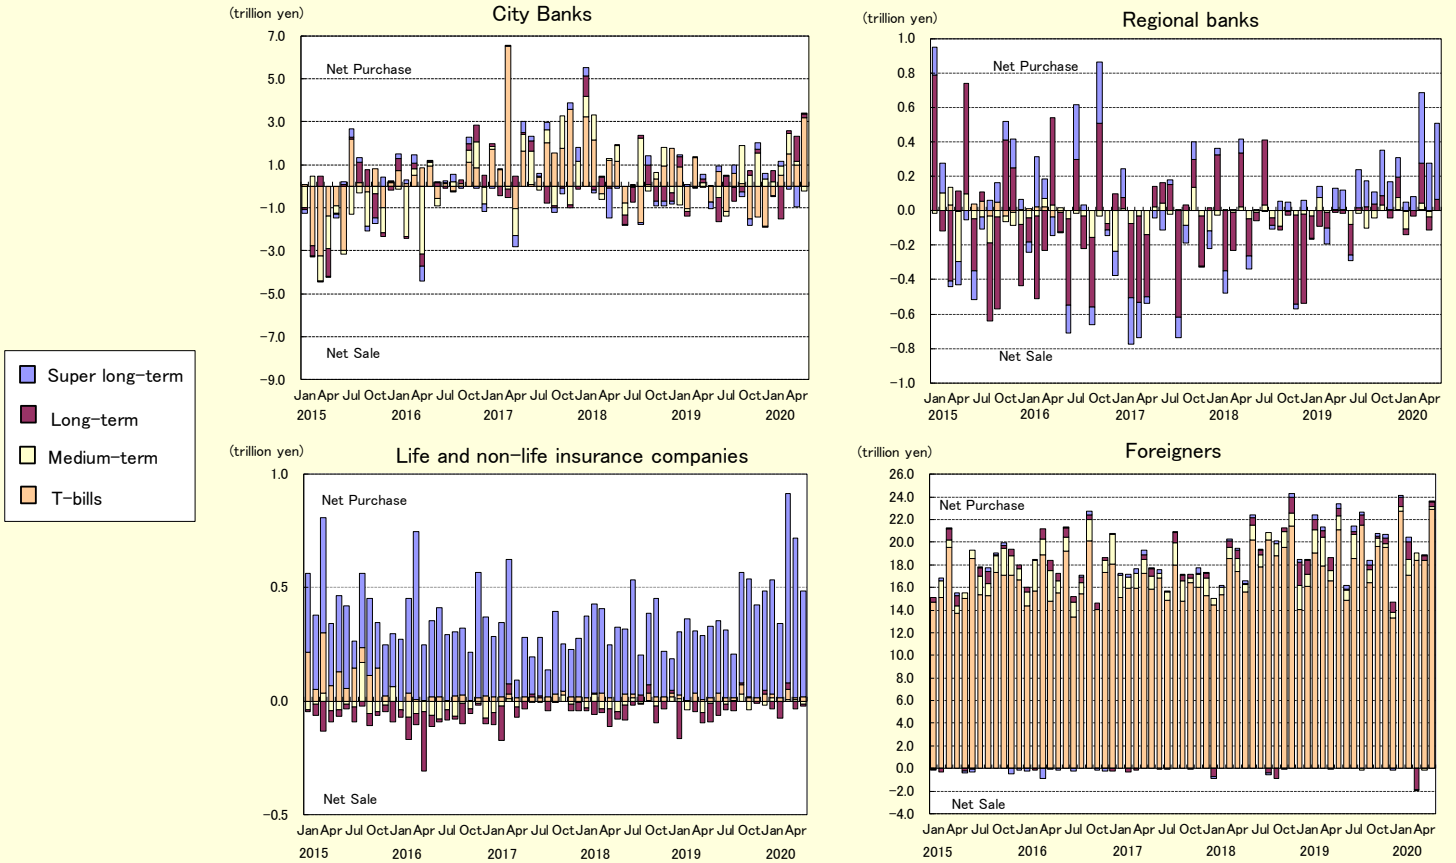 (trillion yen)
City Banks
7.0
5.0
3.0
1.0
−1.0
−3.0
−5.0
−7.0
−9.0
Net Purchase
Net Sale
Jan Apr Jul Oct Jan Apr Jul Oct Jan Apr Jul Oct Jan Apr Jul Oct Jan Apr Jul Oct Jan Apr
2015 2016 2017 2018 2019 2020
(trillion yen)
Regional banks
1.0
0.8
0.6
0.4
0.2
0.0
−0.2
−0.4
−0.6
−0.8
−1.0
Net Purchase
Net Sale
Jan Apr Jul Oct Jan Apr Jul Oct Jan Apr Jul Oct Jan Apr Jul Oct Jan Apr Jul Oct Jan Apr
2015 2016 2017 2018 2019 2020
Super long−term
Long−term
Medium−term
T−bills
(trillion yen)
Life and non−life insurance companies
1.0
0.5
0.0
−0.5
Net Purchase
Net Sale
Jan Apr Jul Oct Jan Apr Jul Oct Jan Apr Jul Oct Jan Apr Jul Oct Jan Apr Jul Oct Jan Apr
2015 2016 2017 2018 2019 2020
(trillion yen)
Foreigners
26.0
24.0
22.0
20.0
18.0
16.0
14.0
12.0
10.0
8.0
6.0
4.0
2.0
0.0
−2.0
−4.0
Net Purchase
Net Sale
Jan Apr Jul Oct Jan Apr Jul Oct Jan Apr Jul Oct Jan Apr Jul Oct Jan Apr Jul Oct Jan Apr
2015 2016 2017 2018 2019 2020